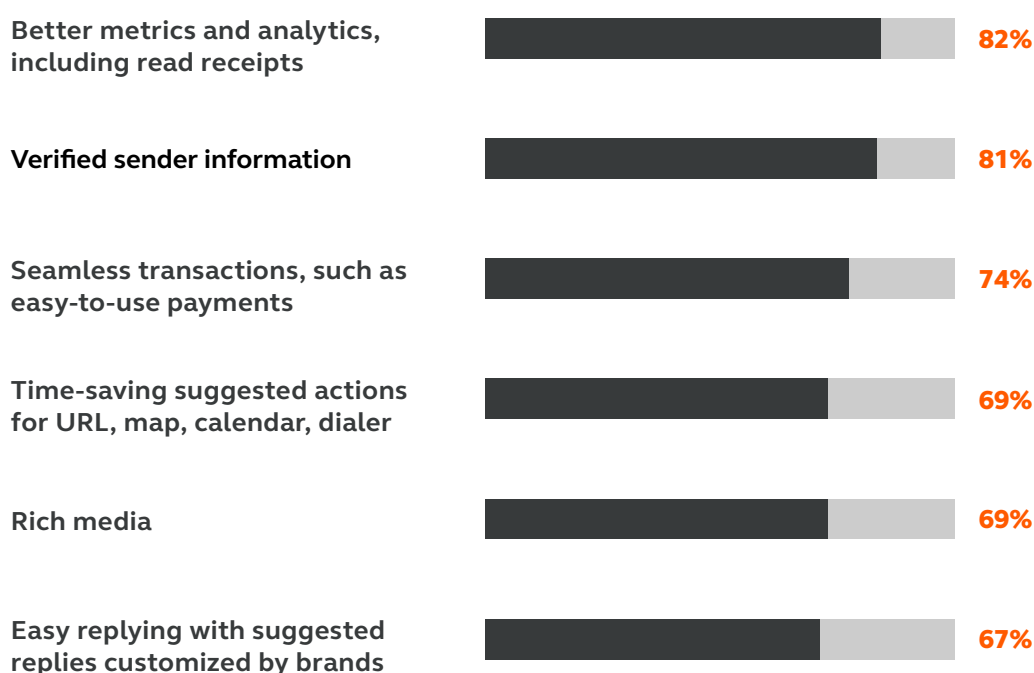 Better metrics and analytics,
including read receipts
82%
Verified sender information
81%
Seamless transactions, such as
easy-to-use payments
74%
Time-saving suggested actions
for URL, map, calendar, dialer
69%
Rich media
69%
Easy replying with suggested
replies customized by brands
67%